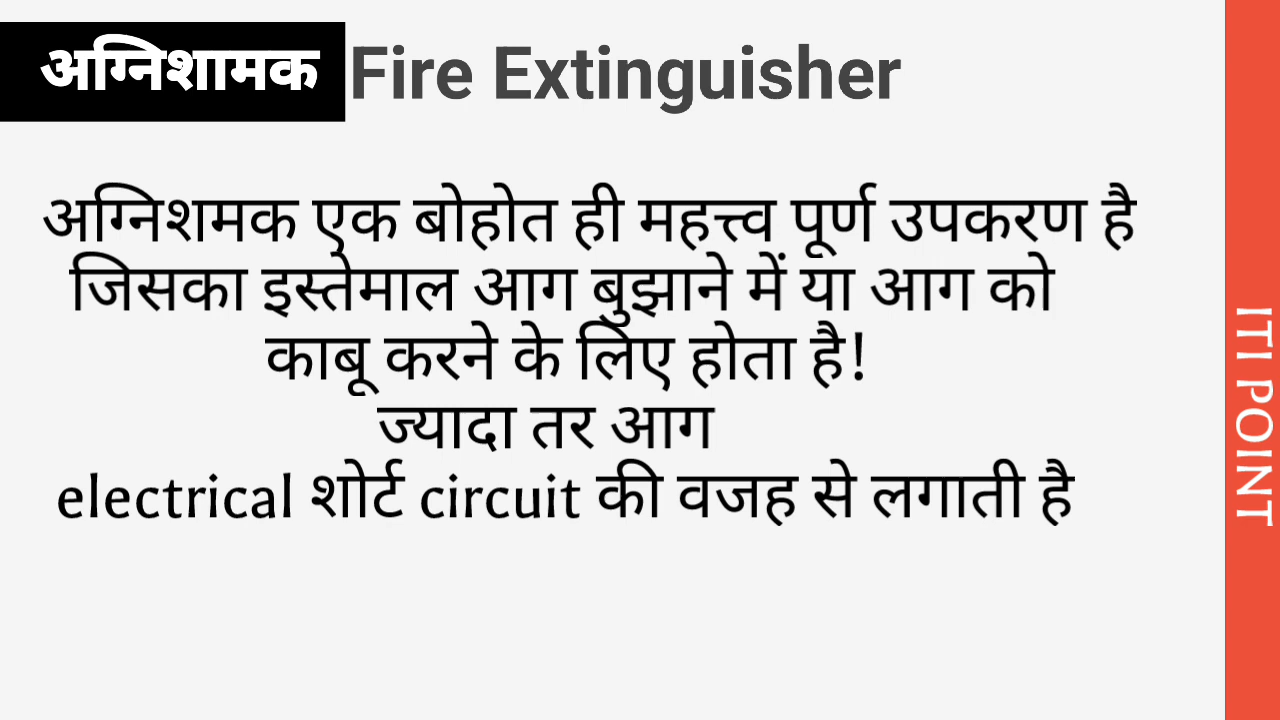 अग्निशामक Fire Extinguisher
अग्निशमक एक बोहोत ही महत्त्व पूर्ण उपकरण है
जिसका इस्तेमाल आग बुझाने में या आग को
काबू करने के लिए होता है!
ज्यादा तर आग
electrical शोर्ट circuit की वजह से लगाती है
ITI POINT